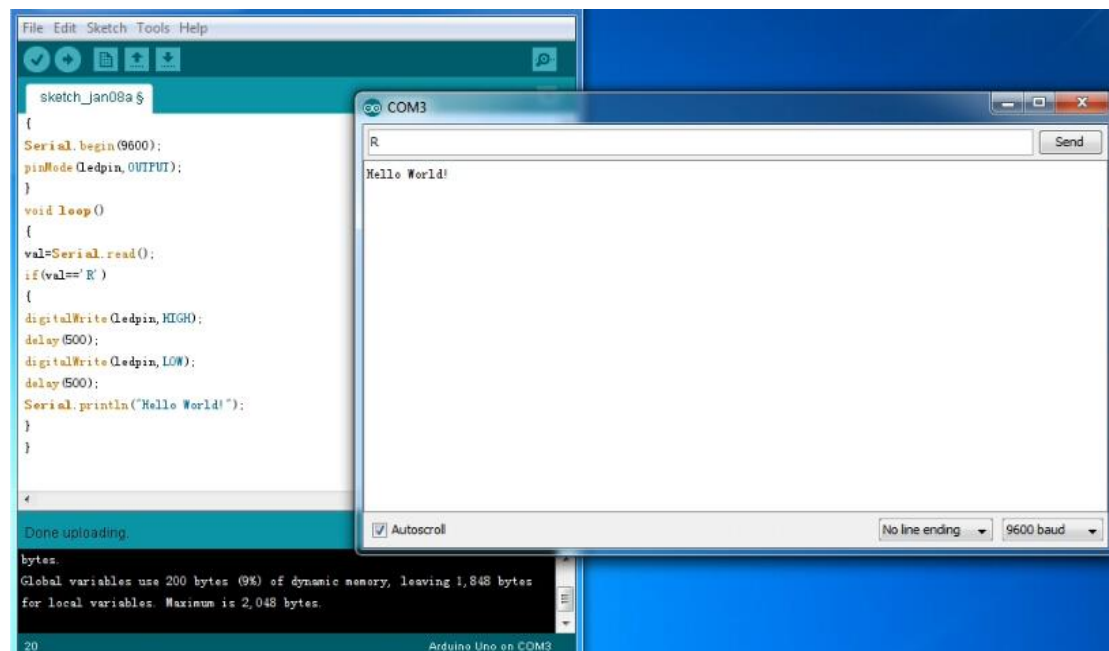 File Edit Sketch Tools Help
sketch_jan08a §
{
Serial.begin(9600);
pinMode(ledpin,OUTPUT);
}
void loop()
{
val=Serial.read();
if(val=='R')
{
digitalWrite(ledpin,HIGH);
delay(500);
digitalWrite(ledpin,LOW);
delay(500);
Serial.println("Hello World!");
}
}
Done uploading.
bytes.
Global variables use 200 bytes (9%) of dynamic memory, leaving 1,848 bytes
for local variables. Maximum is 2,048 bytes.
20 Arduino Uno on COM3
COM3
R Send
Hello World!
Autoscroll No line ending 9600 baud